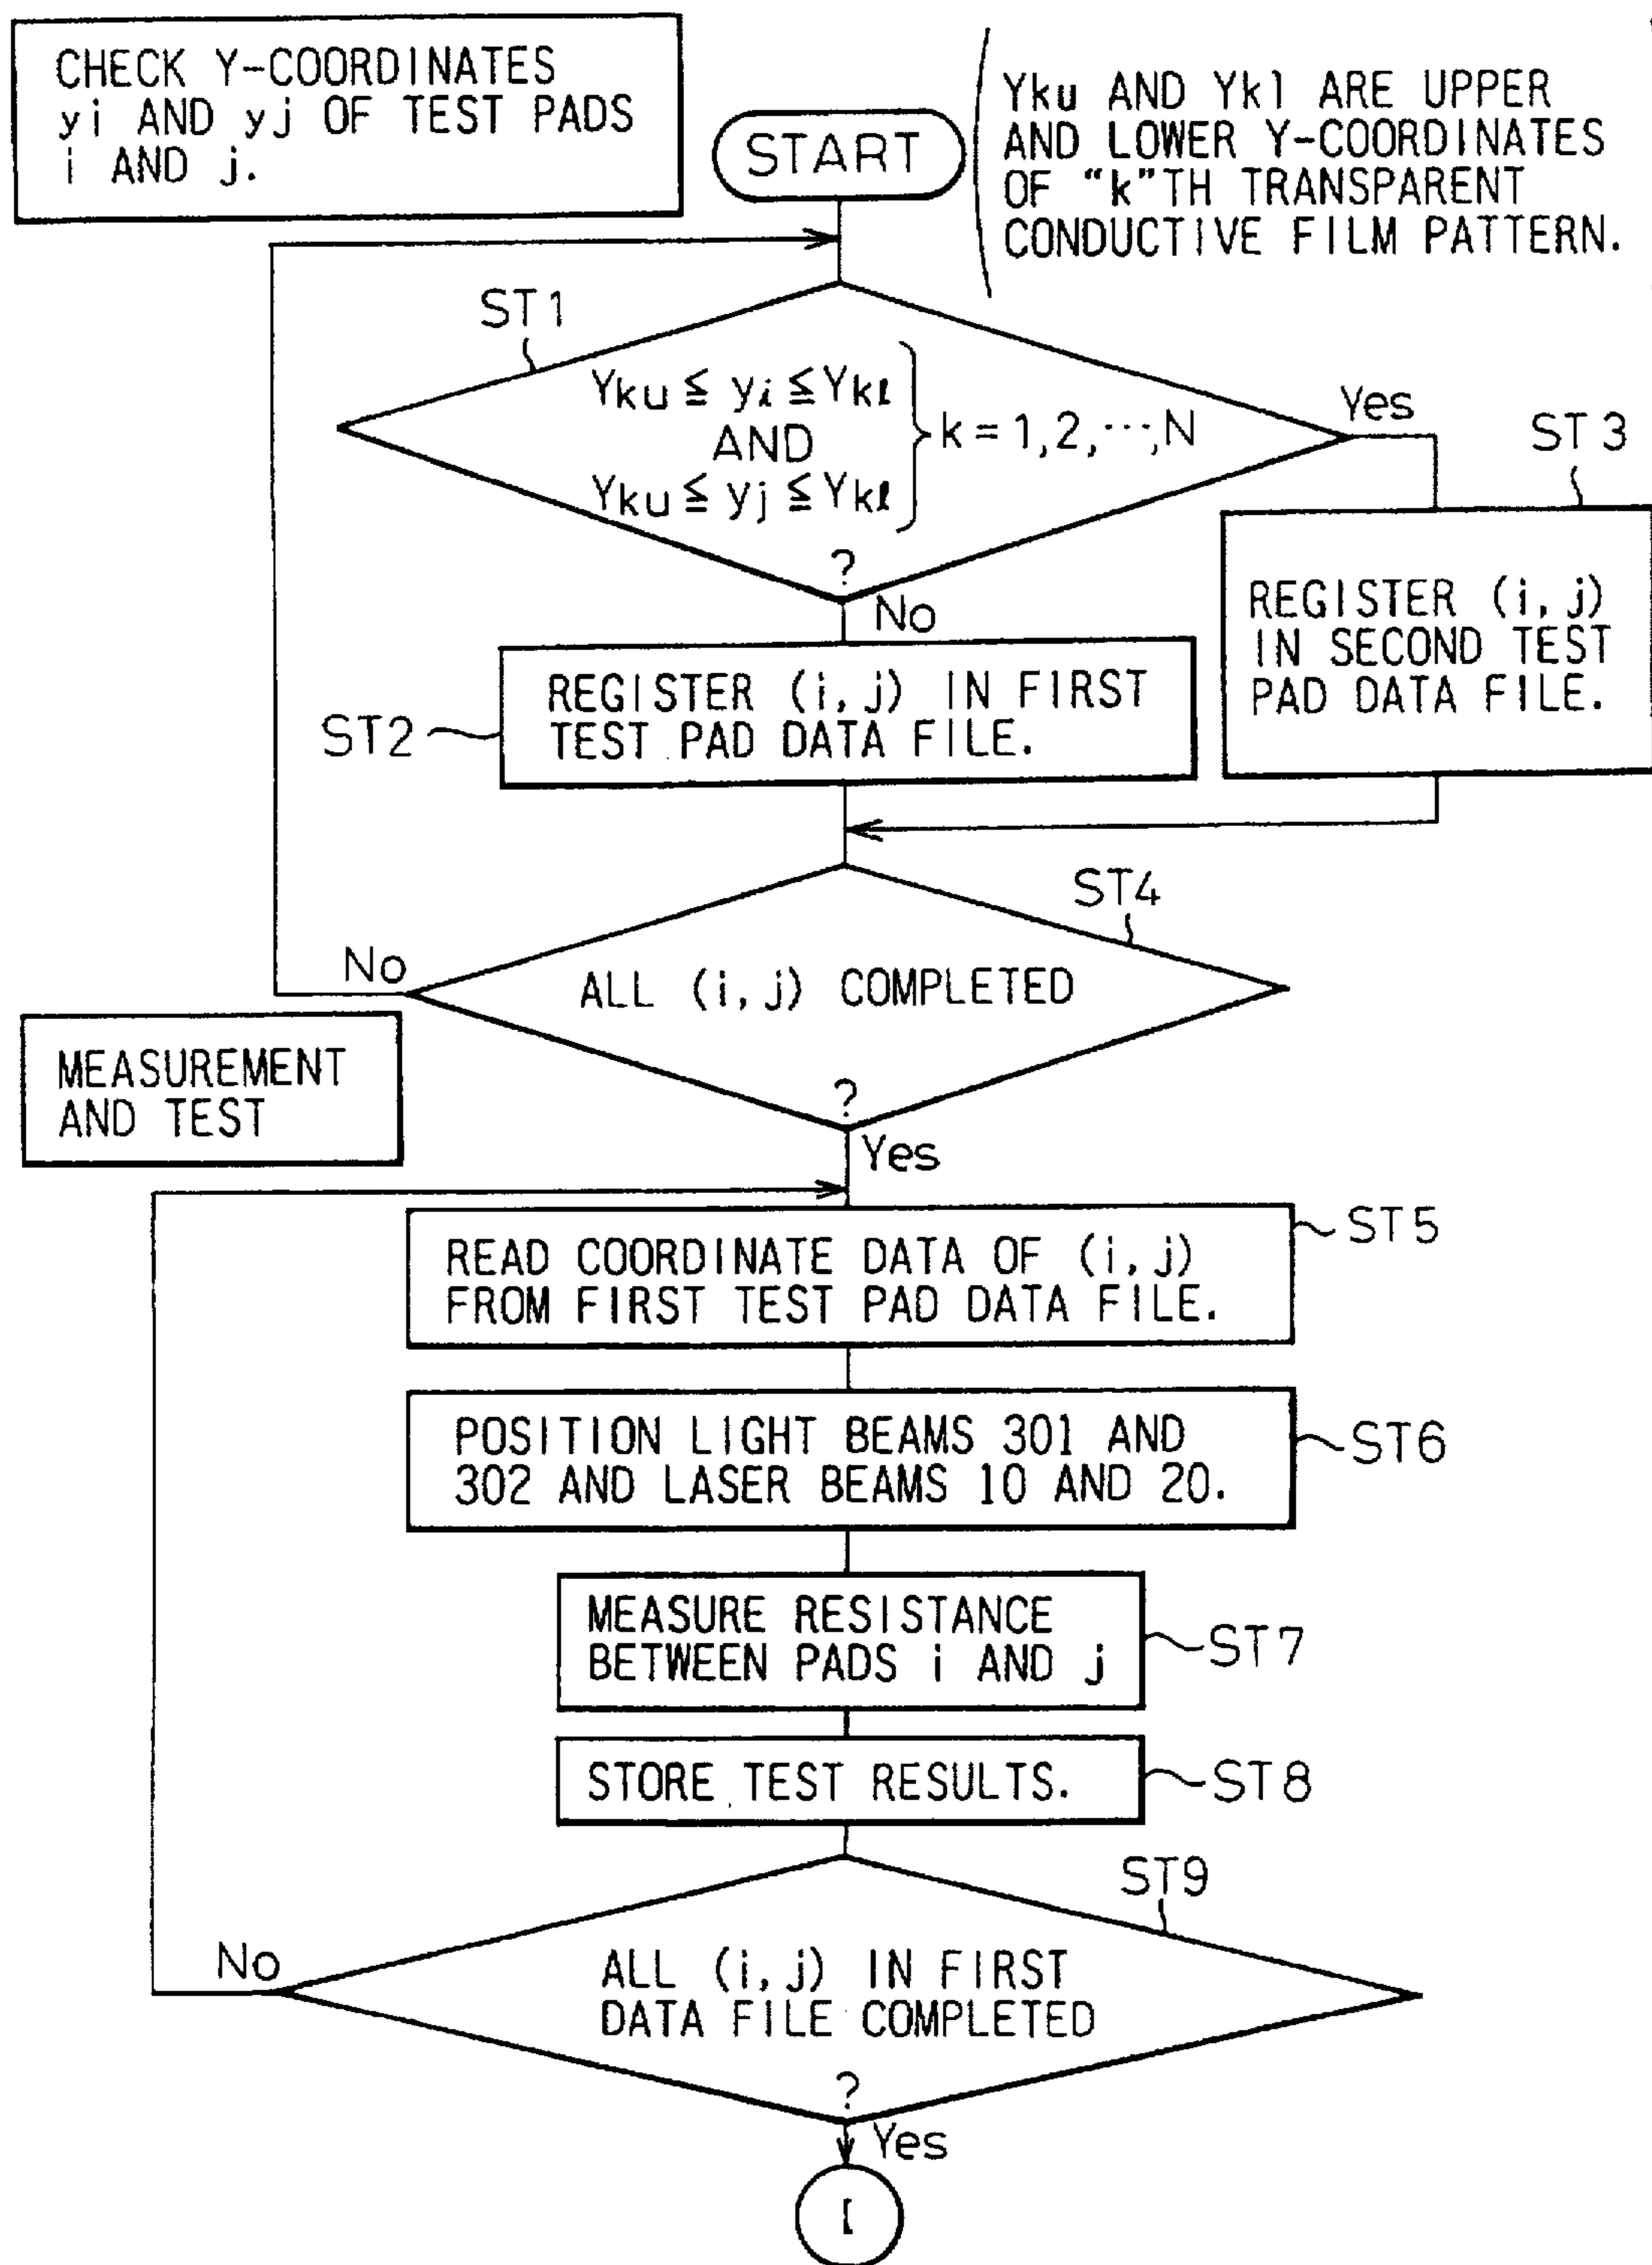 CHECK Y-COORDINATES
yi AND yj OF TEST PADS
i AND j.
START
Yku AND Ykl ARE UPPER
AND LOWER Y-COORDINATES
OF “k”TH TRANSPARENT
CONDUCTIVE FILM PATTERN.
ST1
Yku ≦ yi ≦ Ykl
AND
Yku ≦ yj ≦ Ykl
k = 1, 2, ···, N
?
Yes
No
ST3
REGISTER (i, j)
IN SECOND TEST
PAD DATA FILE.
ST2
REGISTER (i, j) IN FIRST
TEST PAD DATA FILE.
ST4
No
ALL (i, j) COMPLETED
?
Yes
MEASUREMENT
AND TEST
ST5
READ COORDINATE DATA OF (i, j)
FROM FIRST TEST PAD DATA FILE.
ST6
POSITION LIGHT BEAMS 301 AND
302 AND LASER BEAMS 10 AND 20.
ST7
MEASURE RESISTANCE
BETWEEN PADS i AND j
ST8
STORE TEST RESULTS.
ST9
No
ALL (i, j) IN FIRST
DATA FILE COMPLETED
?
Yes